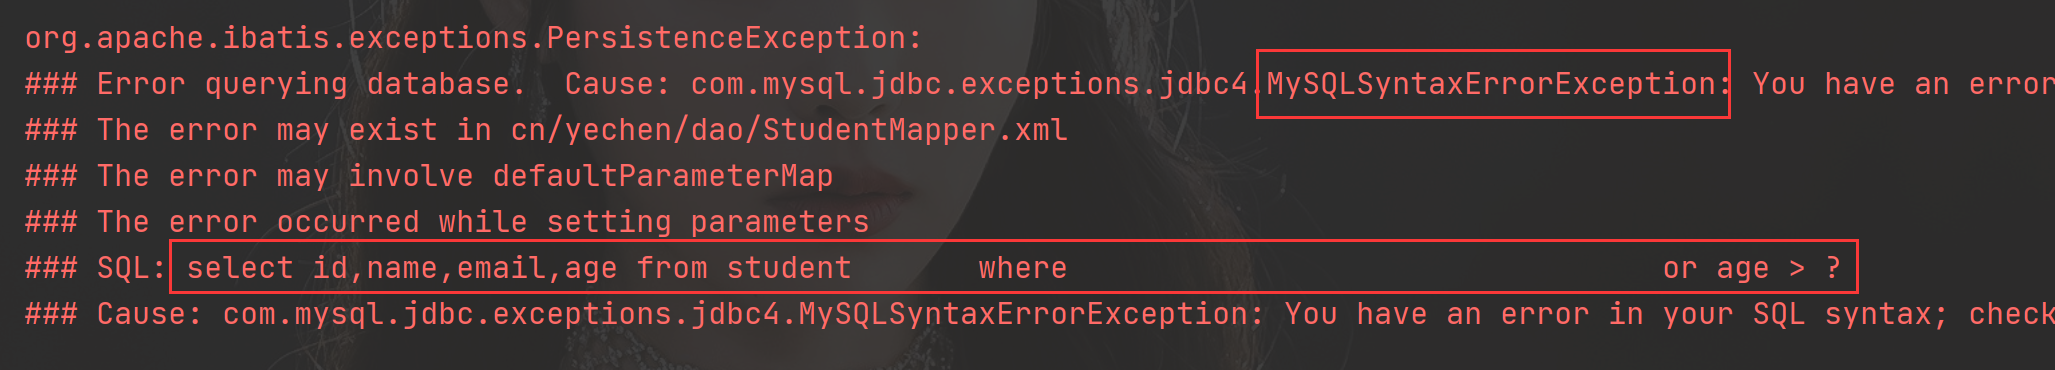 org.apache.ibatis.exceptions.PersistenceException:
### Error querying database.  Cause: com.mysql.jdbc.exceptions.jdbc4.MySQLSyntaxErrorException: You have an error
### The error may exist in cn/yechen/dao/StudentMapper.xml
### The error may involve defaultParameterMap
### The error occurred while setting parameters
### SQL: select id,name,email,age from student       where                                 or age > ?
### Cause: com.mysql.jdbc.exceptions.jdbc4.MySQLSyntaxErrorException: You have an error in your SQL syntax; check